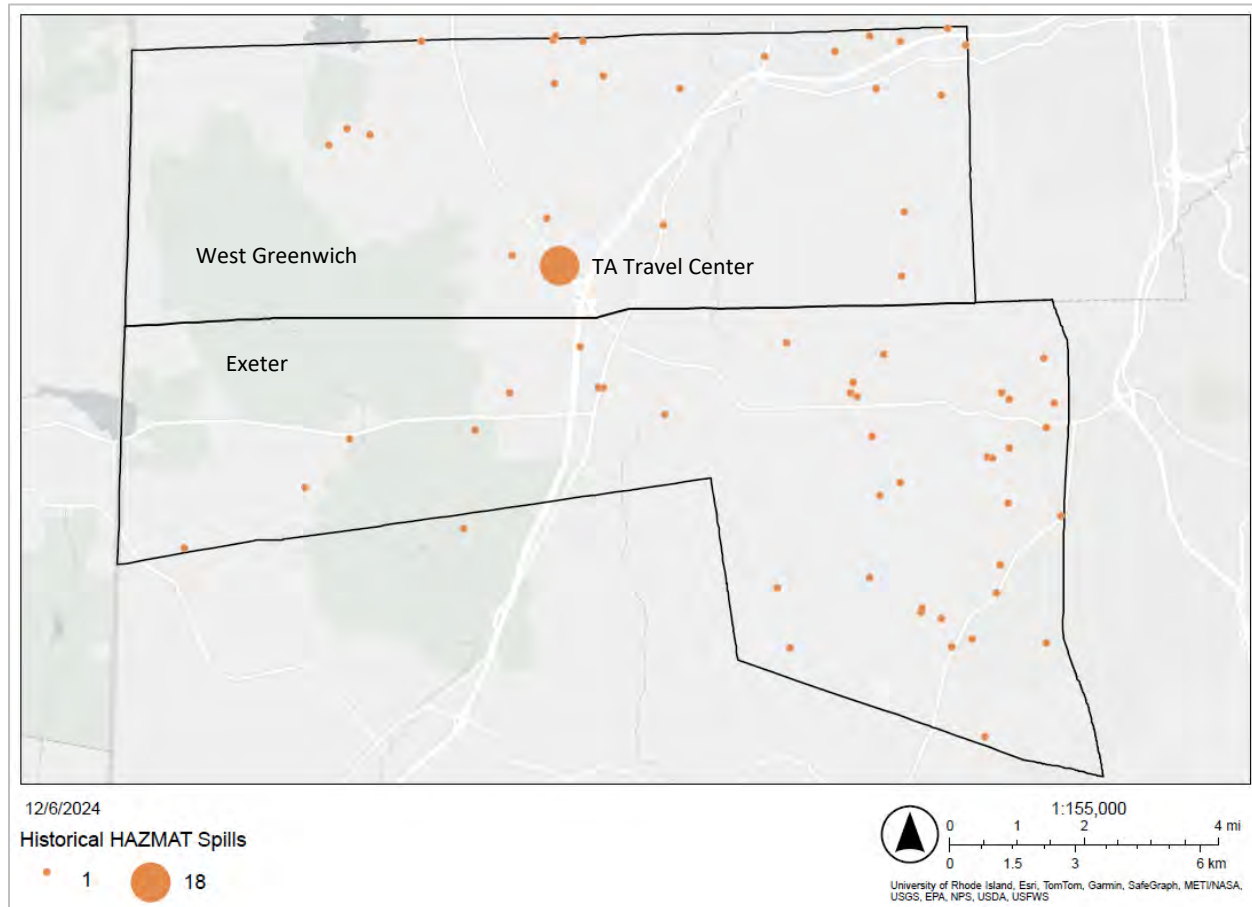 West Greenwich
TA Travel Center
Exeter
12/6/2024
Historical HAZMAT Spills
1
18
1:155,000
0 1 2 4 mi
0 1.5 3 6 km
University of Rhode Island, Esri, TomTom, Garmin, SafeGraph, METI/NASA,
USGS, EPA, NPS, USDA, USFWS